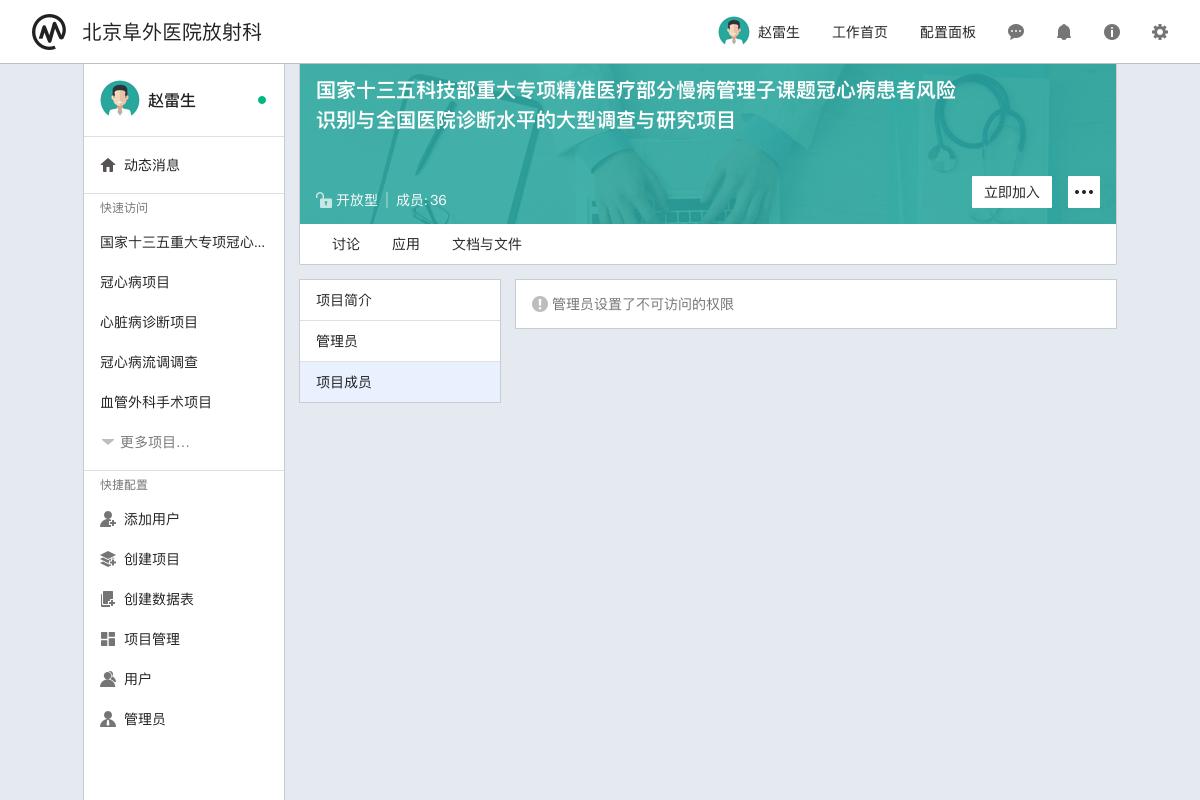 北京阜外医院放射科
赵雷生
工作首页
配置面板
赵雷生
动态消息
快速访问
国家十三五重大专项冠心...
冠心病项目
心脏病诊断项目
冠心病流调调查
血管外科手术项目
更多项目...
快捷配置
添加用户
创建项目
创建数据表
项目管理
用户
管理员
国家十三五科技部重大专项精准医疗部分慢病管理子课题冠心病患者风险
识别与全国医院诊断水平的大型调查与研究项目
开放型 | 成员: 36
立即加入
讨论
应用
文档与文件
项目简介
管理员
项目成员
管理员设置了不可访问的权限